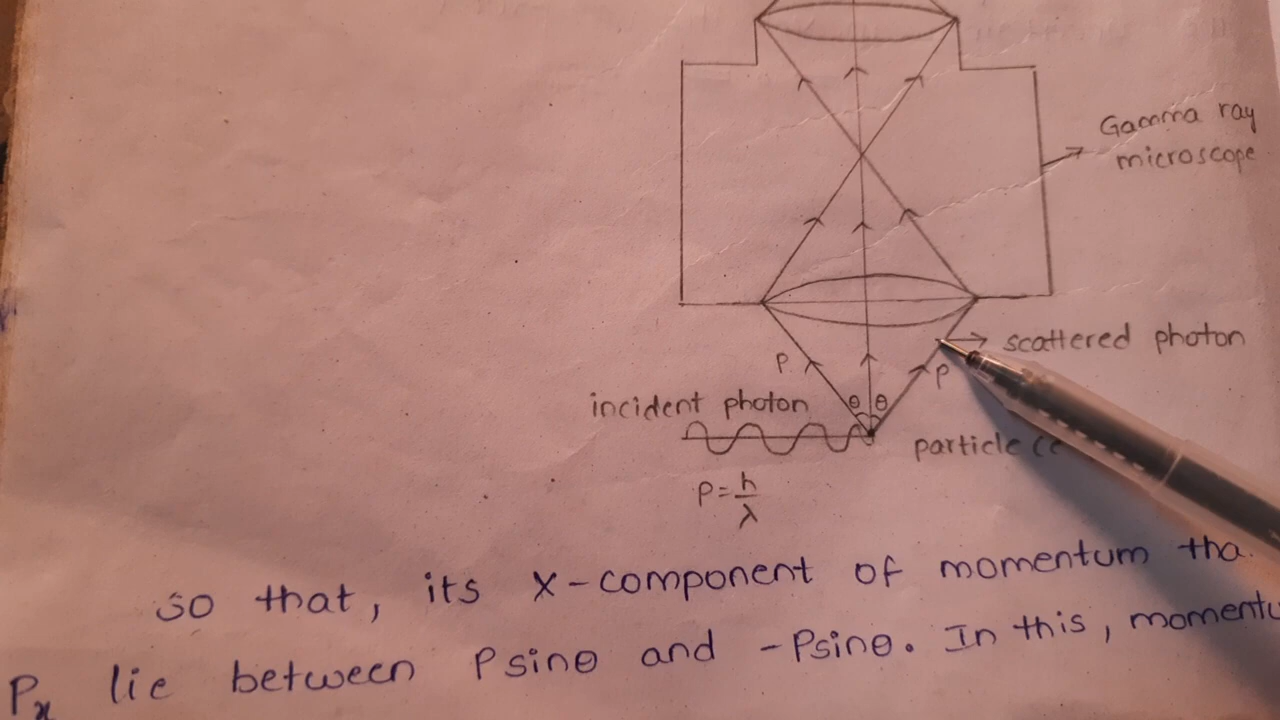 Gamma ray
microscope
scattered photon
P
P
θ θ
incident photon
particle
P = h/λ
so that, its X-component of momentum
Px lie between Psinθ and -Psinθ. In this,